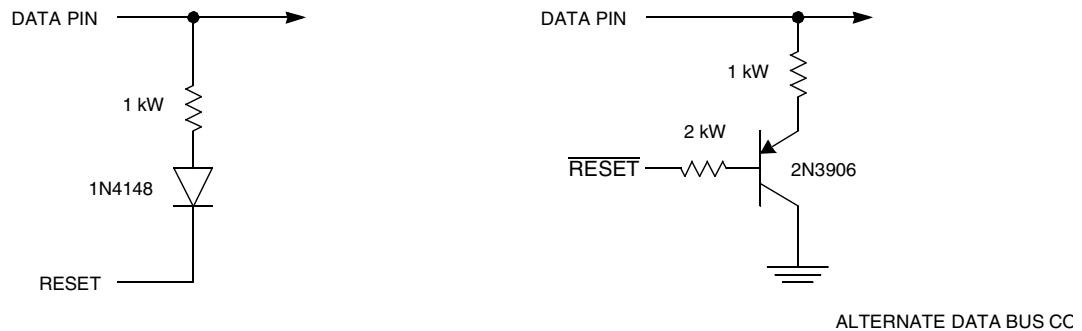 DATA PIN
1 kW
1N4148
RESET
DATA PIN
1 kW
2 kW
RESET
2N3906
ALTERNATE DATA BUS CO